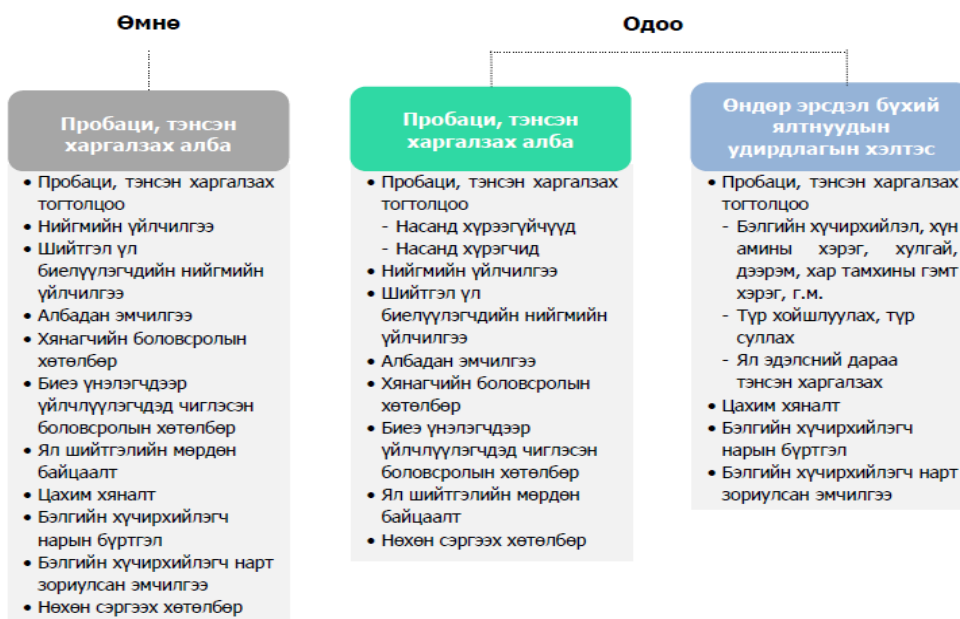 Өмнө
Одоо
Пробаци, тэнсэн
харгалзах алба
• Пробаци, тэнсэн харгалзах
тогтолцоо
• Нийгмийн үйлчилгээ
• Шийтгэл үл
биелүүлэгчдийн нийгмийн
үйлчилгээ
• Албадан эмчилгээ
• Хянагчийн боловсролын
хөтөлбөр
• Биеэ үнэлэгчдээр
үйлчлүүлэгчдэд чиглэсэн
боловсролын хөтөлбөр
• Ял шийтгэлийн мөрдөн
байцаалт
• Цахим хяналт
• Бэлгийн хүчирхийлэгч
нарын бүртгэл
• Бэлгийн хүчирхийлэгч нарт
зориулсан эмчилгээ
• Нөхөн сэргээх хөтөлбөр
Пробаци, тэнсэн
харгалзах алба
• Пробаци, тэнсэн харгалзах
тогтолцоо
- Насанд хүрээгүйчүүд
- Насанд хүрэгчид
• Нийгмийн үйлчилгээ
• Шийтгэл үл
биелүүлэгчдийн нийгмийн
үйлчилгээ
• Албадан эмчилгээ
• Хянагчийн боловсролын
хөтөлбөр
• Биеэ үнэлэгчдээр
үйлчлүүлэгчдэд чиглэсэн
боловсролын хөтөлбөр
• Ял шийтгэлийн мөрдөн
байцаалт
• Нөхөн сэргээх хөтөлбөр
Өндөр эрсдэл бүхий
ялтнуудын
удирдлагын хэлтэс
• Пробаци, тэнсэн харгалзах
тогтолцоо
- Бэлгийн хүчирхийлэл, хүн
амины хэрэг, хулгай,
дээрэм, хар тамхины гэмт
хэрэг, г.м.
- Түр хойшлуулах, түр
суллах
- Ял эдэлсний дараа
тэнсэн харгалзах
• Цахим хяналт
• Бэлгийн хүчирхийлэгч
нарын бүртгэл
• Бэлгийн хүчирхийлэгч нарт
зориулсан эмчилгээ